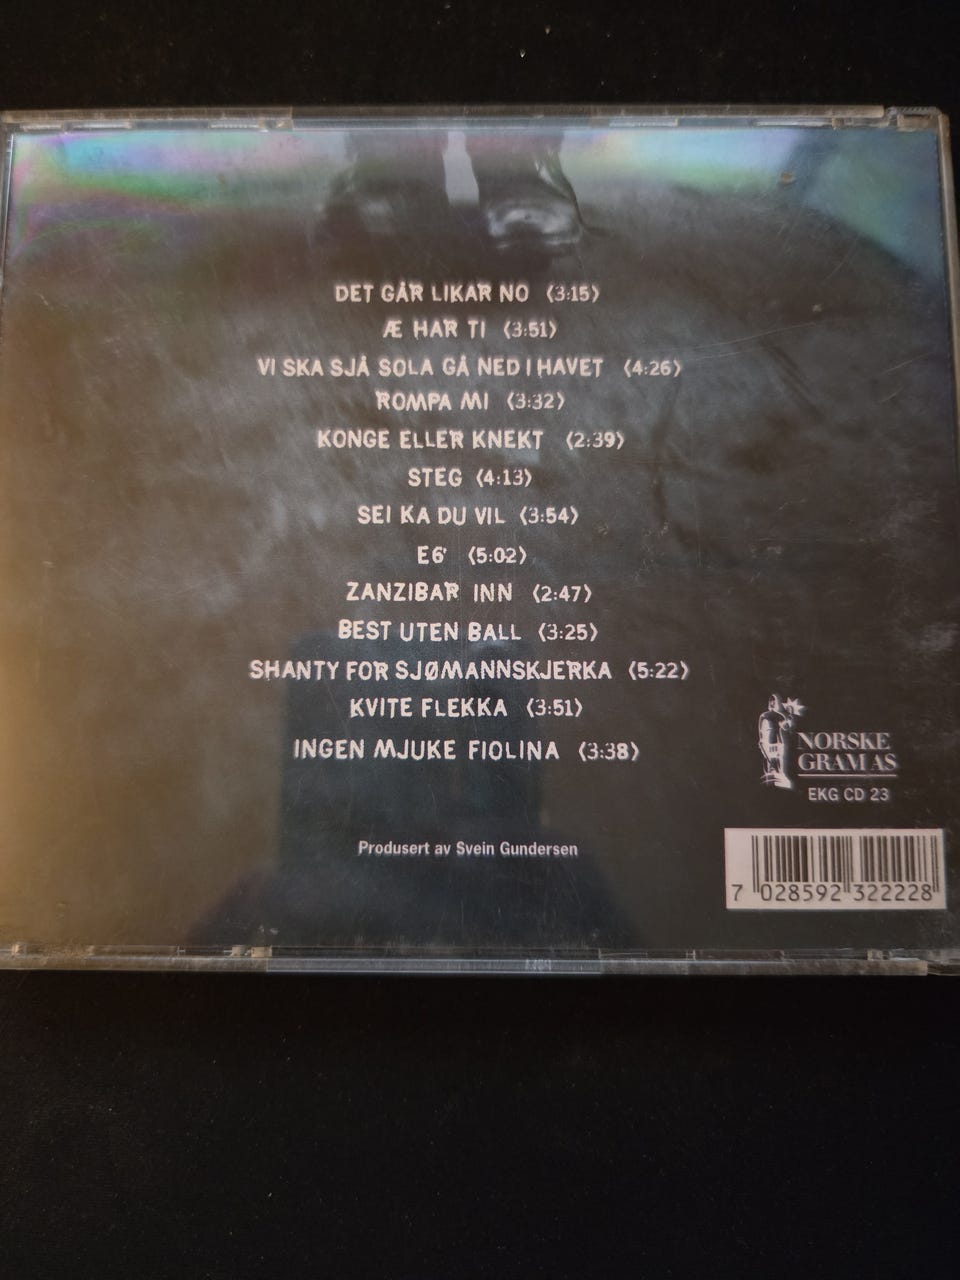 DET GÅR LIKAR NO (3:15)
Æ HAR TI (3:51)
VI SKA SJÅ SOLA GÅ NED I HAVET (4:26)
ROMPA MI (3:32)
KONGE ELLER KNEKT (2:39)
STEG (4:13)
SEI KA DU VIL (3:54)
E6' (5:02)
ZANZIBAR INN (2:47)
BEST UTEN BALL (3:25)
SHANTY FOR SJØMANNSKJERKA (5:22)
KVITE FLEKKA (3:51)
INGEN MJUKE FIOLINA (3:38)
Produsert av Svein Gundersen
NORSKE
GRAM AS
EKG CD 23
7 028592 322228